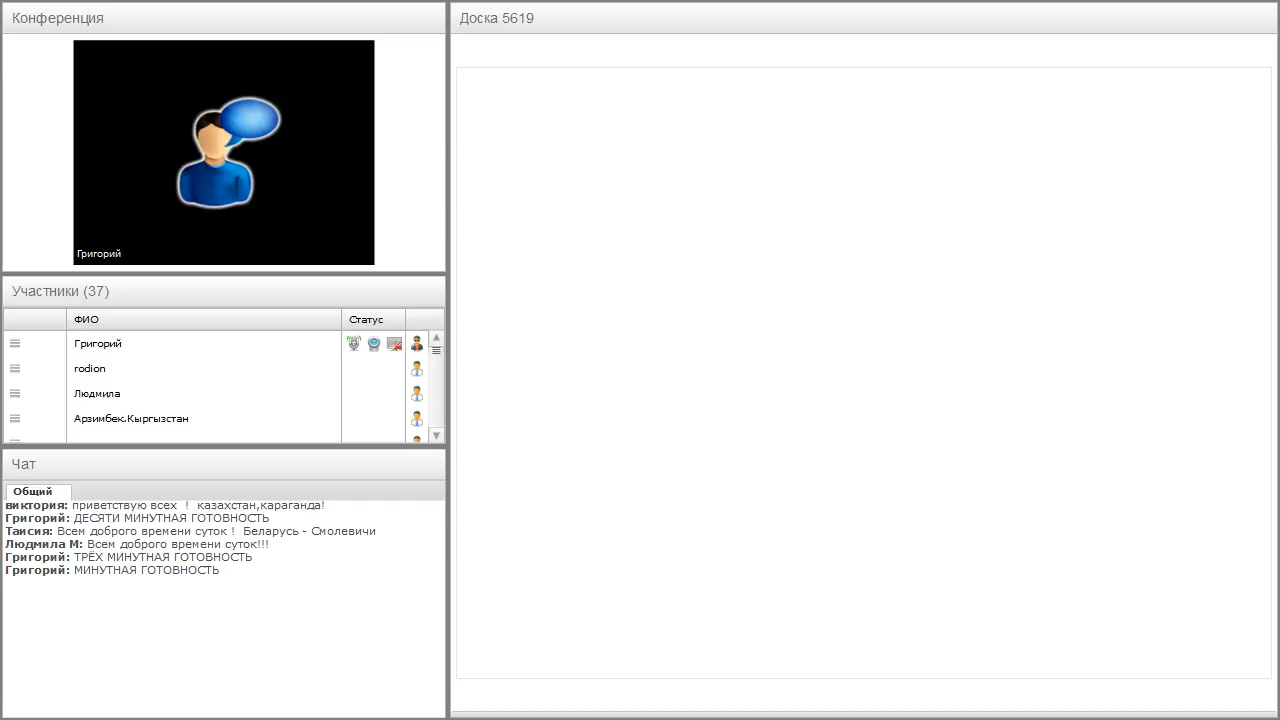 Конференция
Григорий
Участники (37)
ФИО Статус
Григорий
rodion
Людмила
Арзимбек.Кыргызстан
Чат
Общий
виктория: приветствую всех ! казахстан,караганда!
Григорий: ДЕСЯТИ МИНУТНАЯ ГОТОВНОСТЬ
Таисия: Всем доброго времени суток ! Беларусь - Смолевичи
Людмила М: Всем доброго времени суток!!!
Григорий: ТРЁХ МИНУТНАЯ ГОТОВНОСТЬ
Григорий: МИНУТНАЯ ГОТОВНОСТЬ
Доска 5619